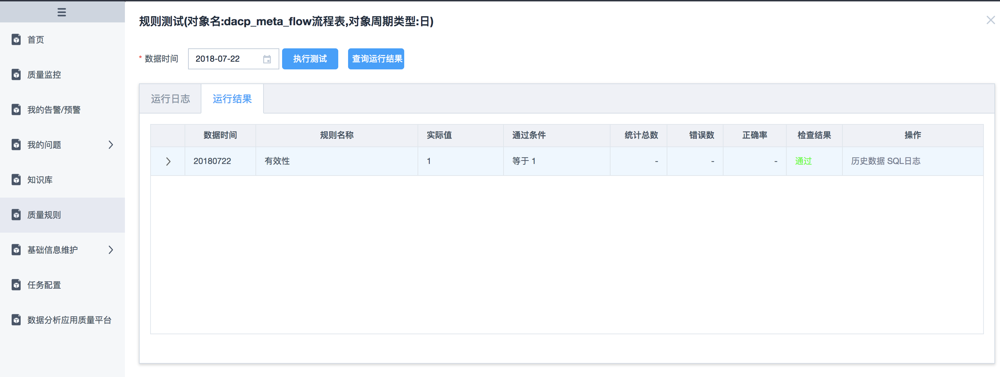 规则测试(对象名:dacp_meta_flow流程表,对象周期类型:日)
首页
质量监控
我的告警/预警
我的问题
知识库
质量规则
基础信息维护
任务配置
数据分析应用质量平台
* 数据时间 2018-07-22 执行测试 查询运行结果
运行日志 运行结果
数据时间 规则名称 实际值 通过条件 统计总数 错误数 正确率 检查结果 操作
20180722 有效性 1 等于 1 - - - 通过 历史数据 SQL日志